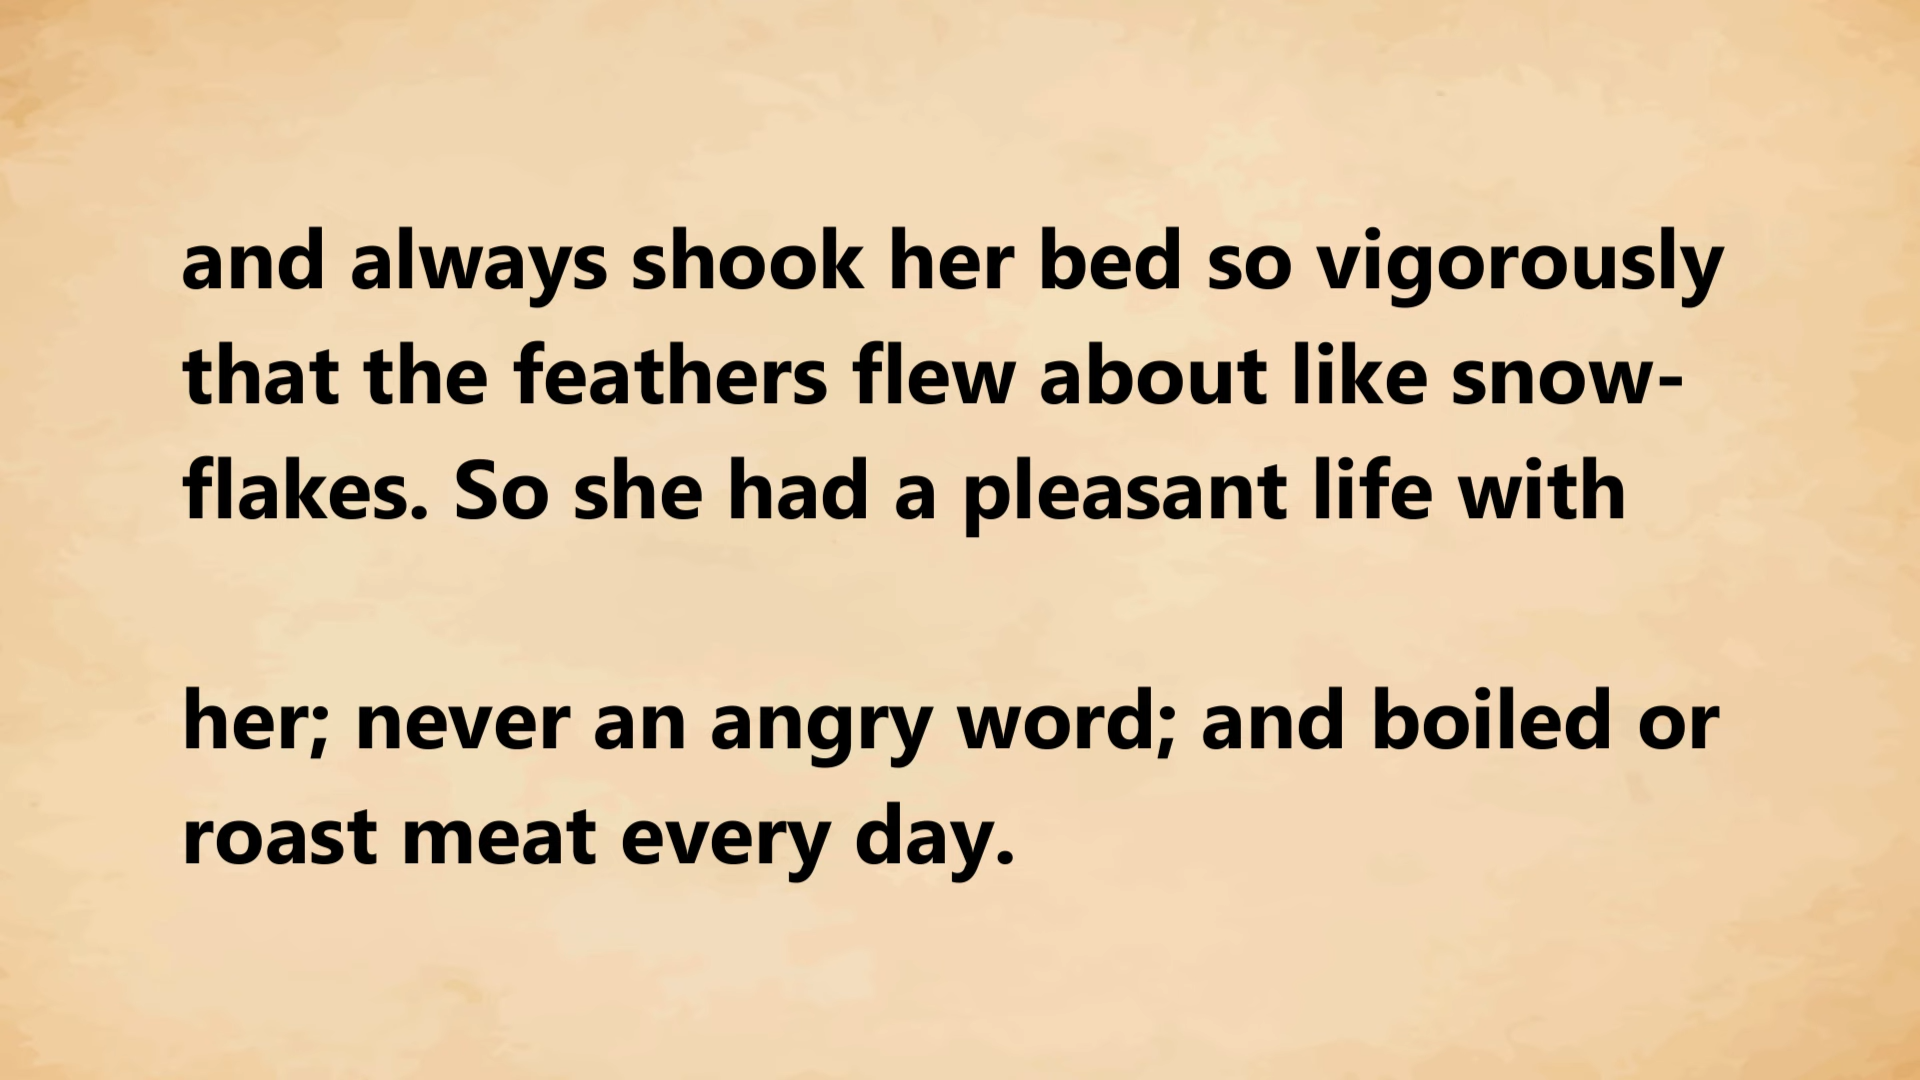 and always shook her bed so vigorously
that the feathers flew about like snow-
flakes. So she had a pleasant life with
her; never an angry word; and boiled or
roast meat every day.